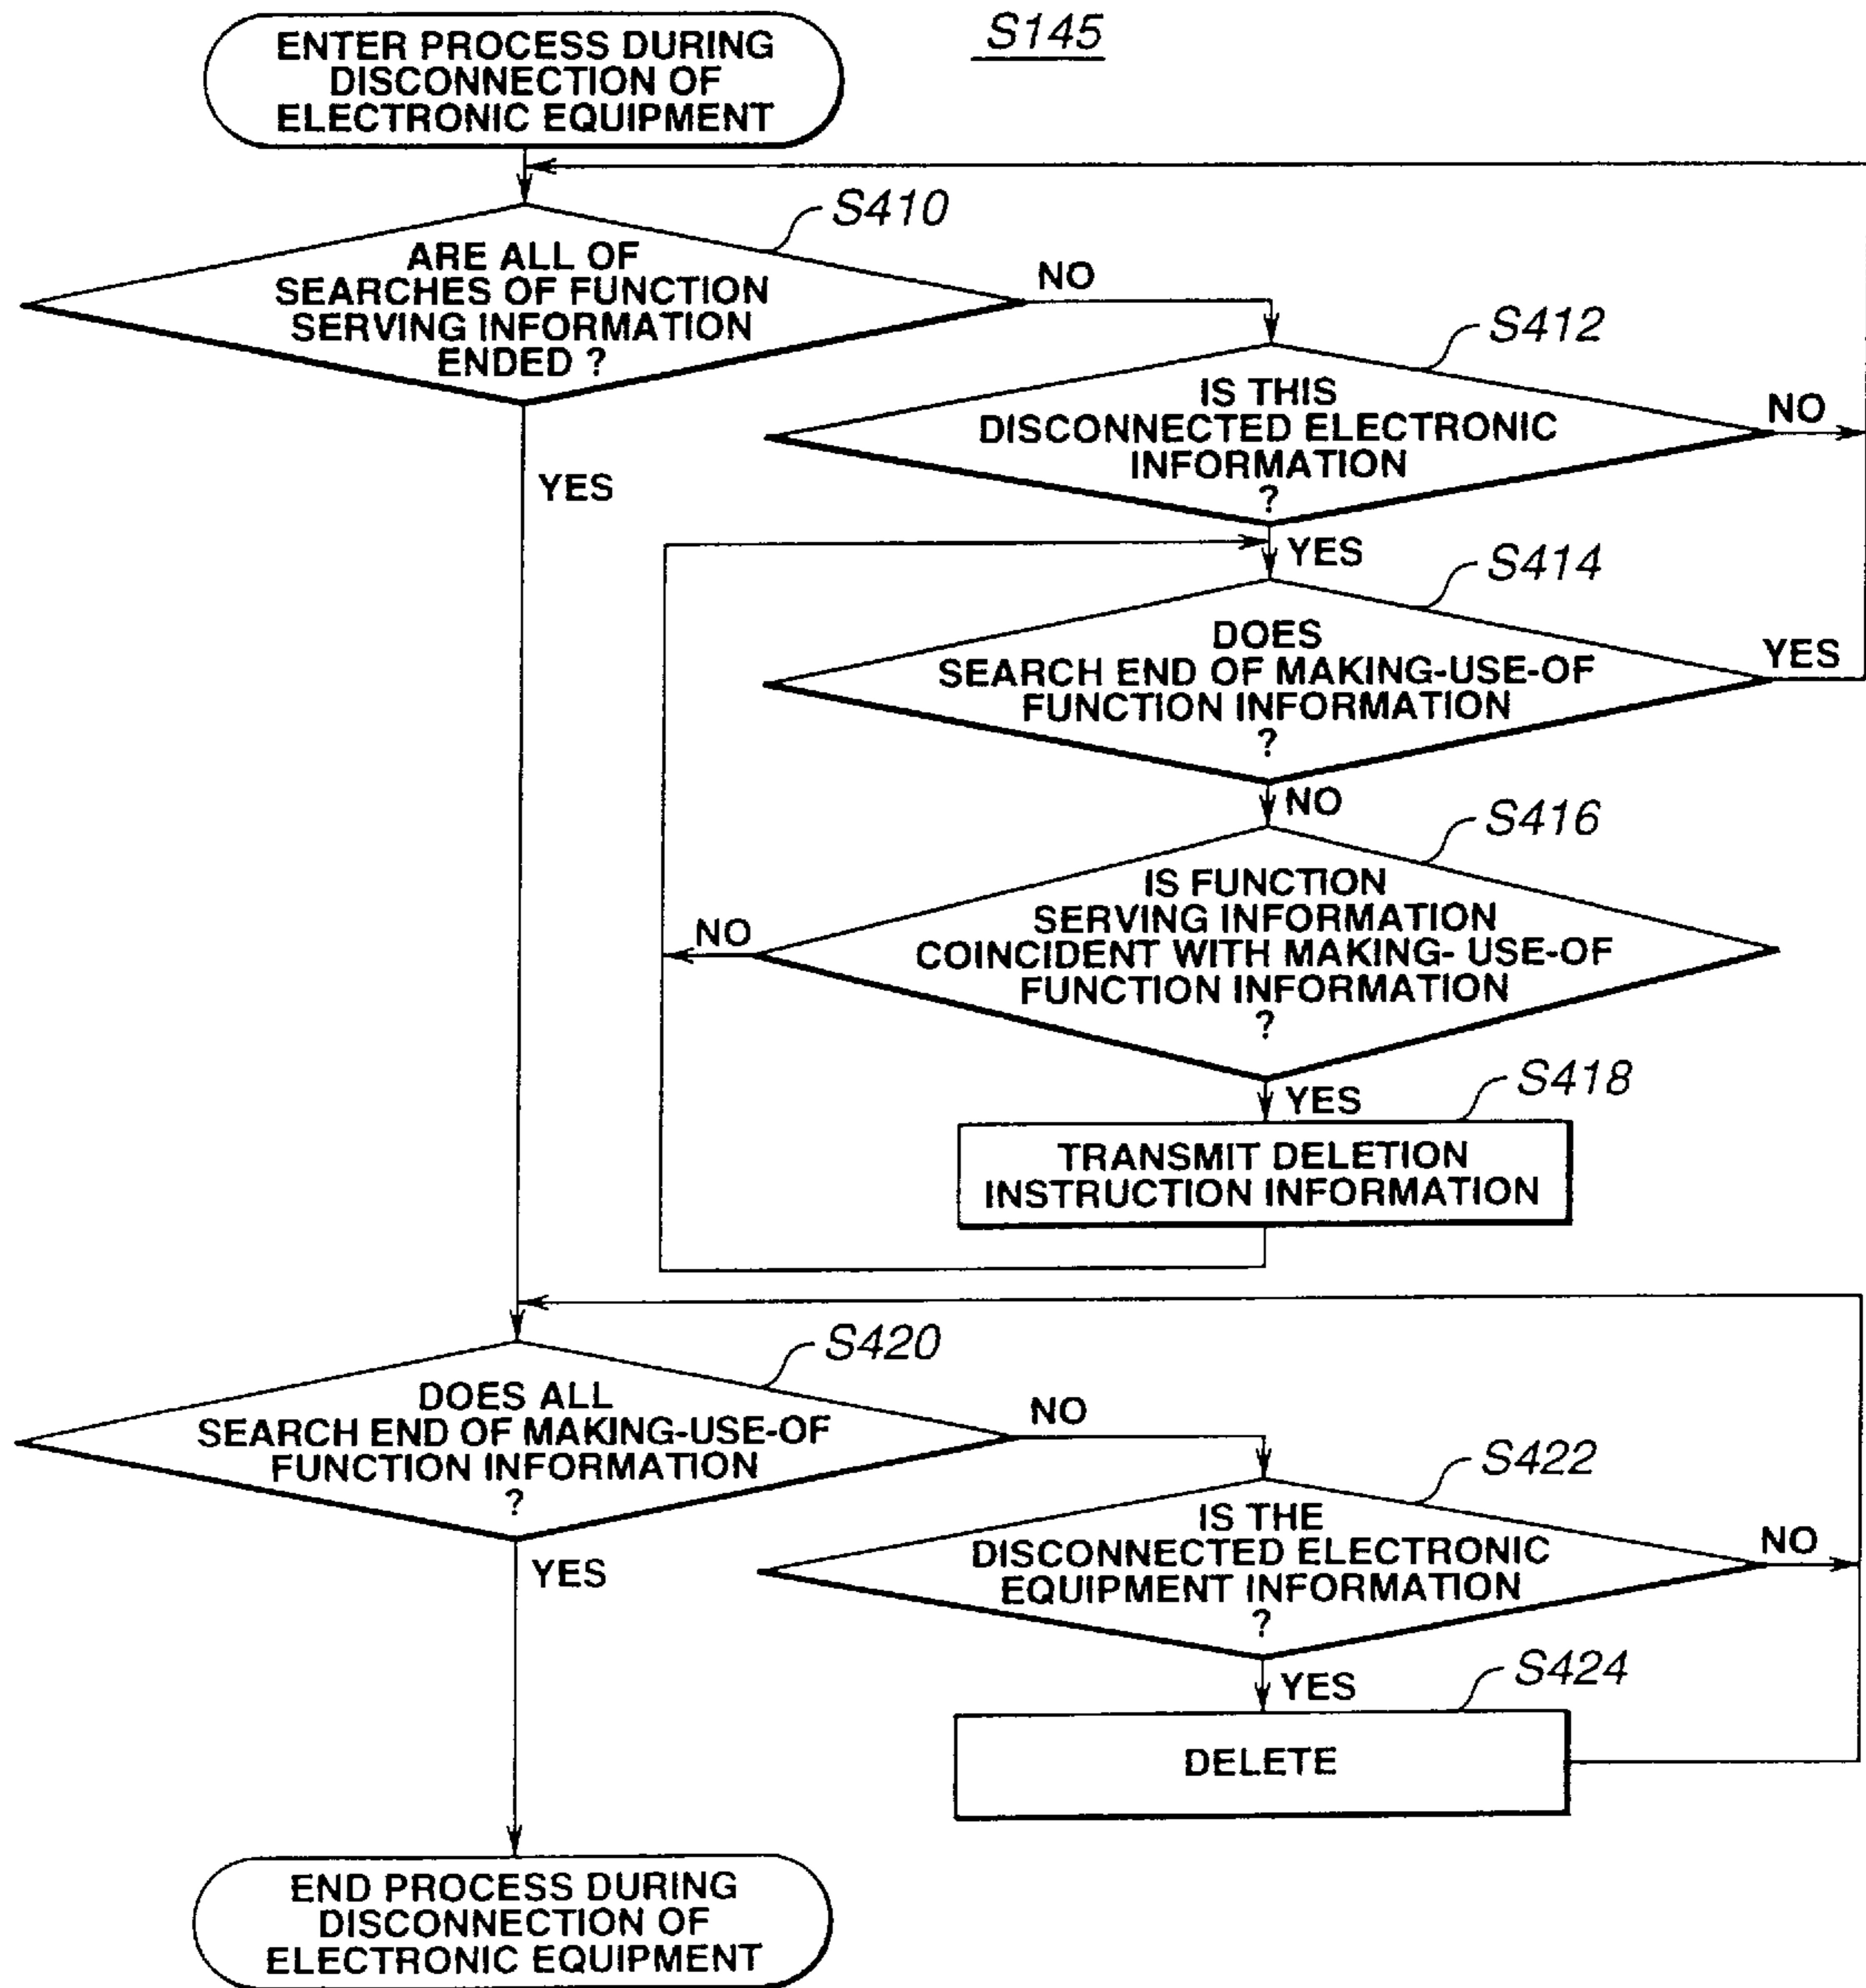 S145
ENTER PROCESS DURING
DISCONNECTION OF
ELECTRONIC EQUIPMENT
S410
ARE ALL OF
SEARCHES OF FUNCTION
SERVING INFORMATION
ENDED ?
NO
YES
S412
IS THIS
DISCONNECTED ELECTRONIC
INFORMATION
?
NO
YES
S414
DOES
SEARCH END OF MAKING-USE-OF
FUNCTION INFORMATION
?
YES
NO
S416
IS FUNCTION
SERVING INFORMATION
COINCIDENT WITH MAKING- USE-OF
FUNCTION INFORMATION
?
NO
YES
S418
TRANSMIT DELETION
INSTRUCTION INFORMATION
S420
DOES ALL
SEARCH END OF MAKING-USE-OF
FUNCTION INFORMATION
?
NO
YES
S422
IS THE
DISCONNECTED ELECTRONIC
EQUIPMENT INFORMATION
?
NO
YES
S424
DELETE
END PROCESS DURING
DISCONNECTION OF
ELECTRONIC EQUIPMENT